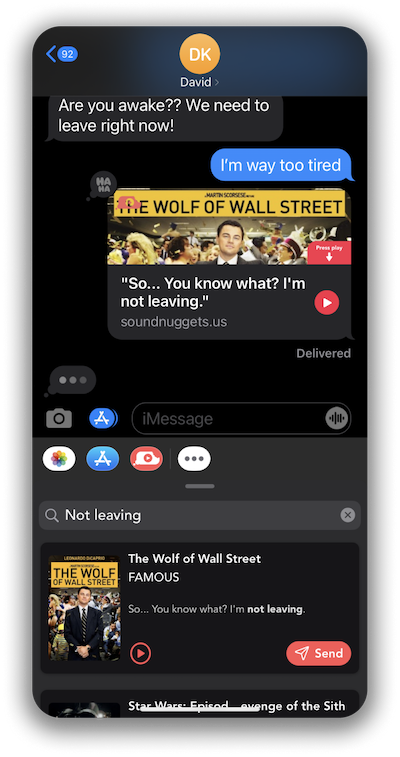 92
DK
David
Are you awake?? We need to
leave right now!
I'm way too tired
HA
HA
MARTIN SCORSESE
THE WOLF OF WALL STREET
Press play
"So... You know what? I'm
not leaving."
soundnuggets.us
Delivered
iMessage
Not leaving
LEONARDO DICAPRIO
THE WOLF
OF WALL STREET
The Wolf of Wall Street
FAMOUS
So... You know what? I'm not leaving.
Send
Star Wars: Episod...evenge of the Sith